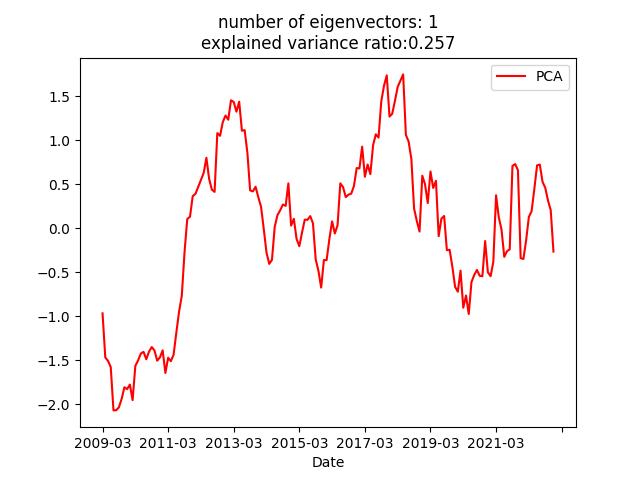 number of eigenvectors: 1
explained variance ratio:0.257
PCA
1.5
1.0
0.5
0.0
−0.5
−1.0
−1.5
−2.0
2009-03 2011-03 2013-03 2015-03 2017-03 2019-03 2021-03
Date